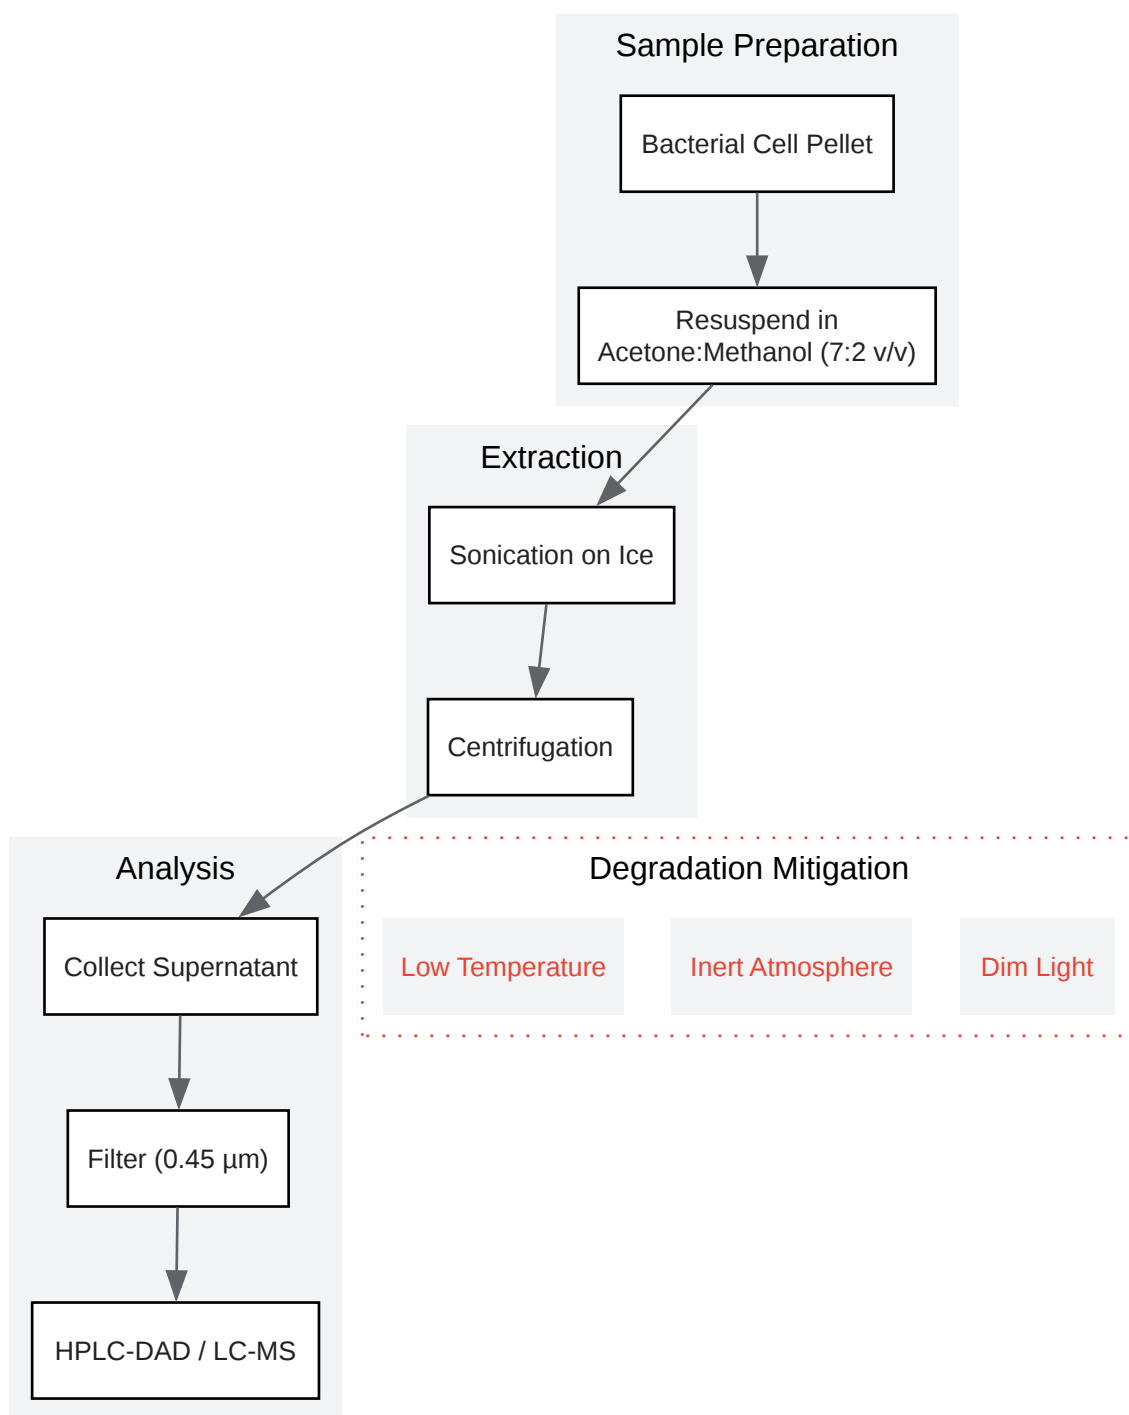 Sample Preparation
Bacterial Cell Pellet
Resuspend in
Acetone:Methanol (7:2 v/v)
Extraction
Sonication on Ice
Centrifugation
Analysis
Collect Supernatant
Filter (0.45 µm)
HPLC-DAD / LC-MS
Degradation Mitigation
Low Temperature
Inert Atmosphere
Dim Light